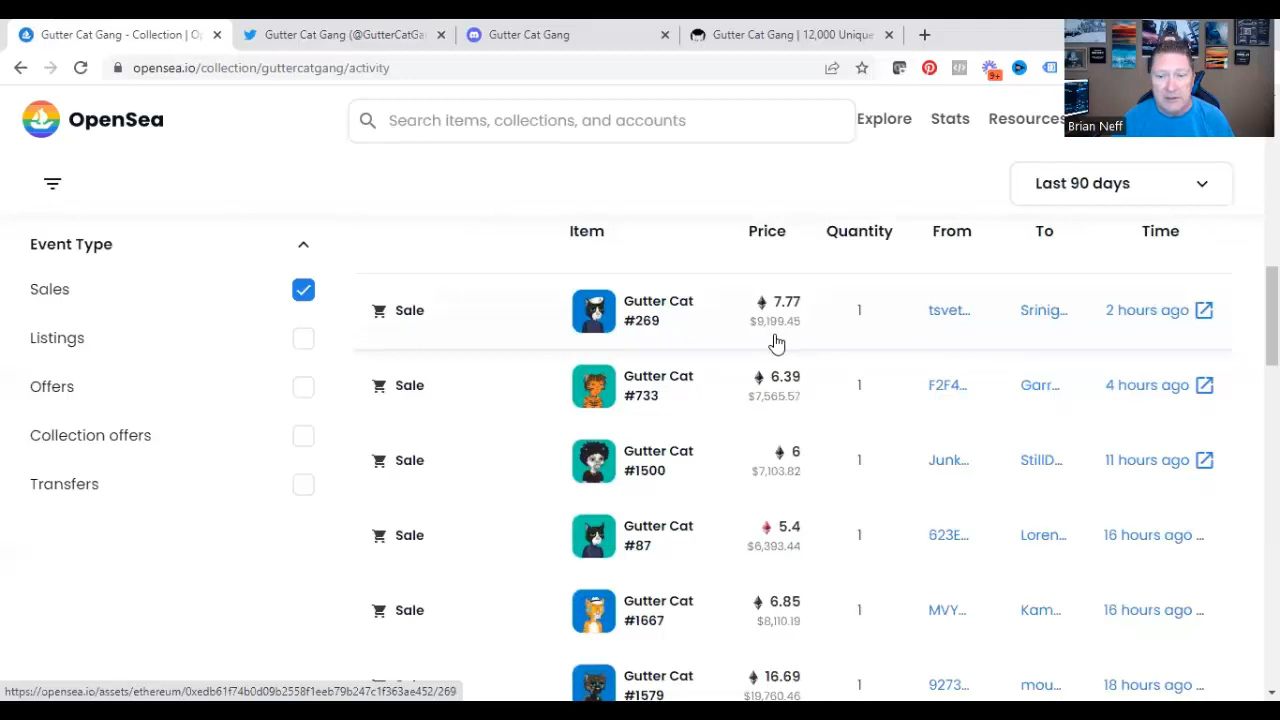 Gutter Cat Gang - Collection | O
Gutter Cat Gang (@GutterCatG
Gutter Cat Gang
Gutter Cat Gang | 12,000 Unique
opensea.io/collection/guttercatgang/activity
9+
Brian Neff
OpenSea
Search items, collections, and accounts
Explore
Stats
Resources
Last 90 days
Event Type
Sales
Listings
Offers
Collection offers
Transfers
Item Price Quantity From To Time
Sale Gutter Cat #269 7.77 $9,199.45 1 tsvet... Srinig... 2 hours ago
Sale Gutter Cat #733 6.39 $7,565.57 1 F2F4... Garr... 4 hours ago
Sale Gutter Cat #1500 6 $7,103.82 1 Junk... StillD... 11 hours ago
Sale Gutter Cat #87 5.4 $6,393.44 1 623E... Loren... 16 hours ago ...
Sale Gutter Cat #1667 6.85 $8,110.19 1 MVY... Kam... 16 hours ago ...
Sale Gutter Cat #1579 16.69 $19,760.46 1 9273... mou... 18 hours ago ...
https://opensea.io/assets/ethereum/0xedb61f74b0d09b2558f1eeb79b247c1f363ae452/269